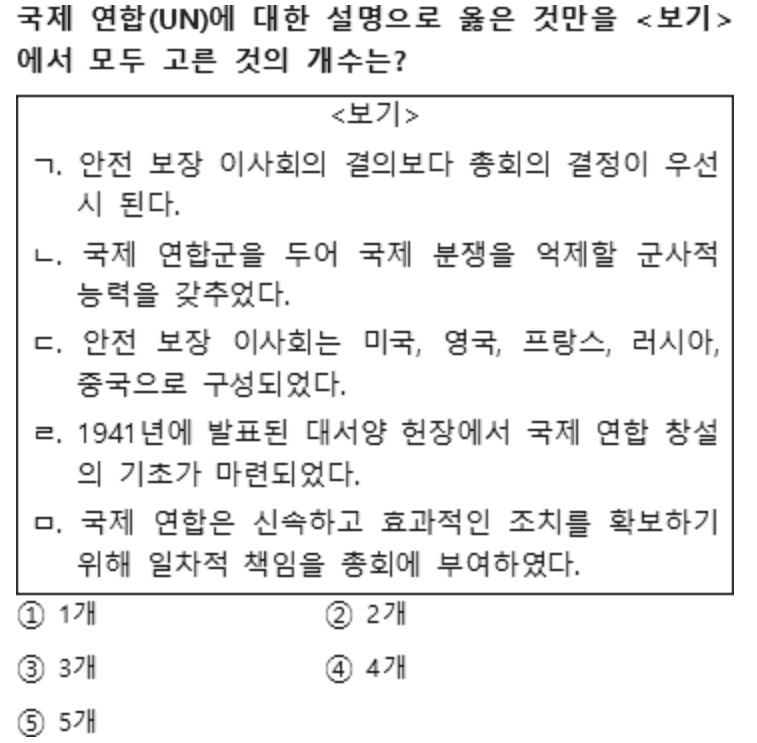 국제 연합(UN)에 대한 설명으로 옳은 것만을 <보기>
에서 모두 고른 것의 개수는?
<보기>
ㄱ. 안전 보장 이사회의 결의보다 총회의 결정이 우선
시 된다.
ㄴ. 국제 연합군을 두어 국제 분쟁을 억제할 군사적
능력을 갖추었다.
ㄷ. 안전 보장 이사회는 미국, 영국, 프랑스, 러시아,
중국으로 구성되었다.
ㄹ. 1941년에 발표된 대서양 헌장에서 국제 연합 창설
의 기초가 마련되었다.
ㅁ. 국제 연합은 신속하고 효과적인 조치를 확보하기
위해 일차적 책임을 총회에 부여하였다.
① 1개 ② 2개
③ 3개 ④ 4개
⑤ 5개